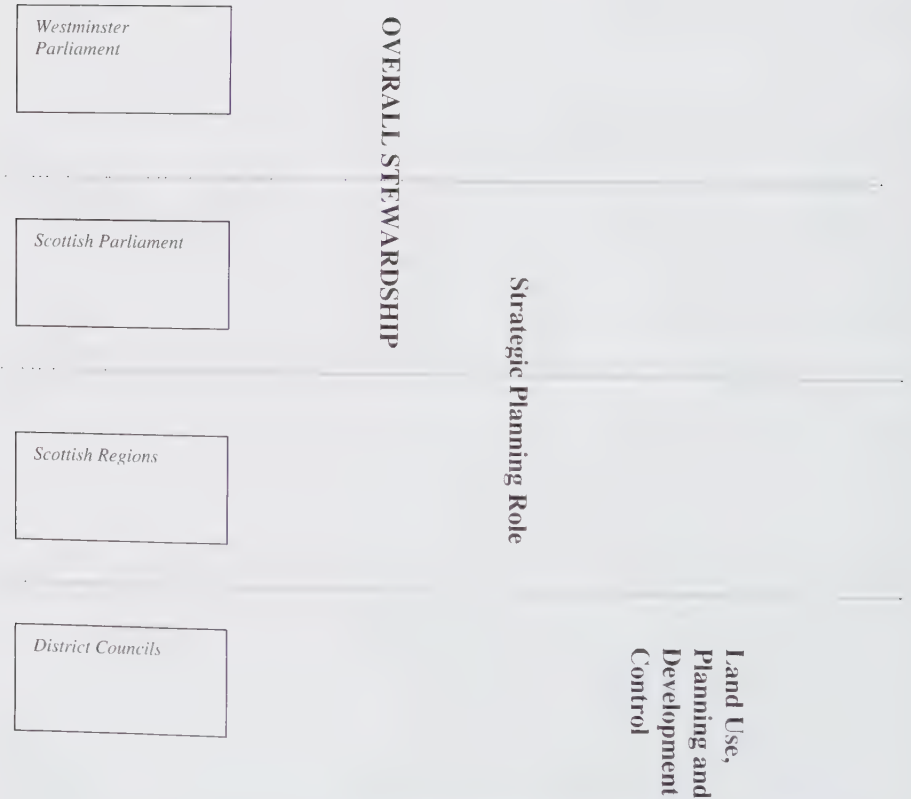 Westminster
Parliament
OVERALL STEWARDSHIP
Scottish Parliament
Strategic Planning Role
Scottish Regions
District Councils
Land Use,
Planning and
Development
Control